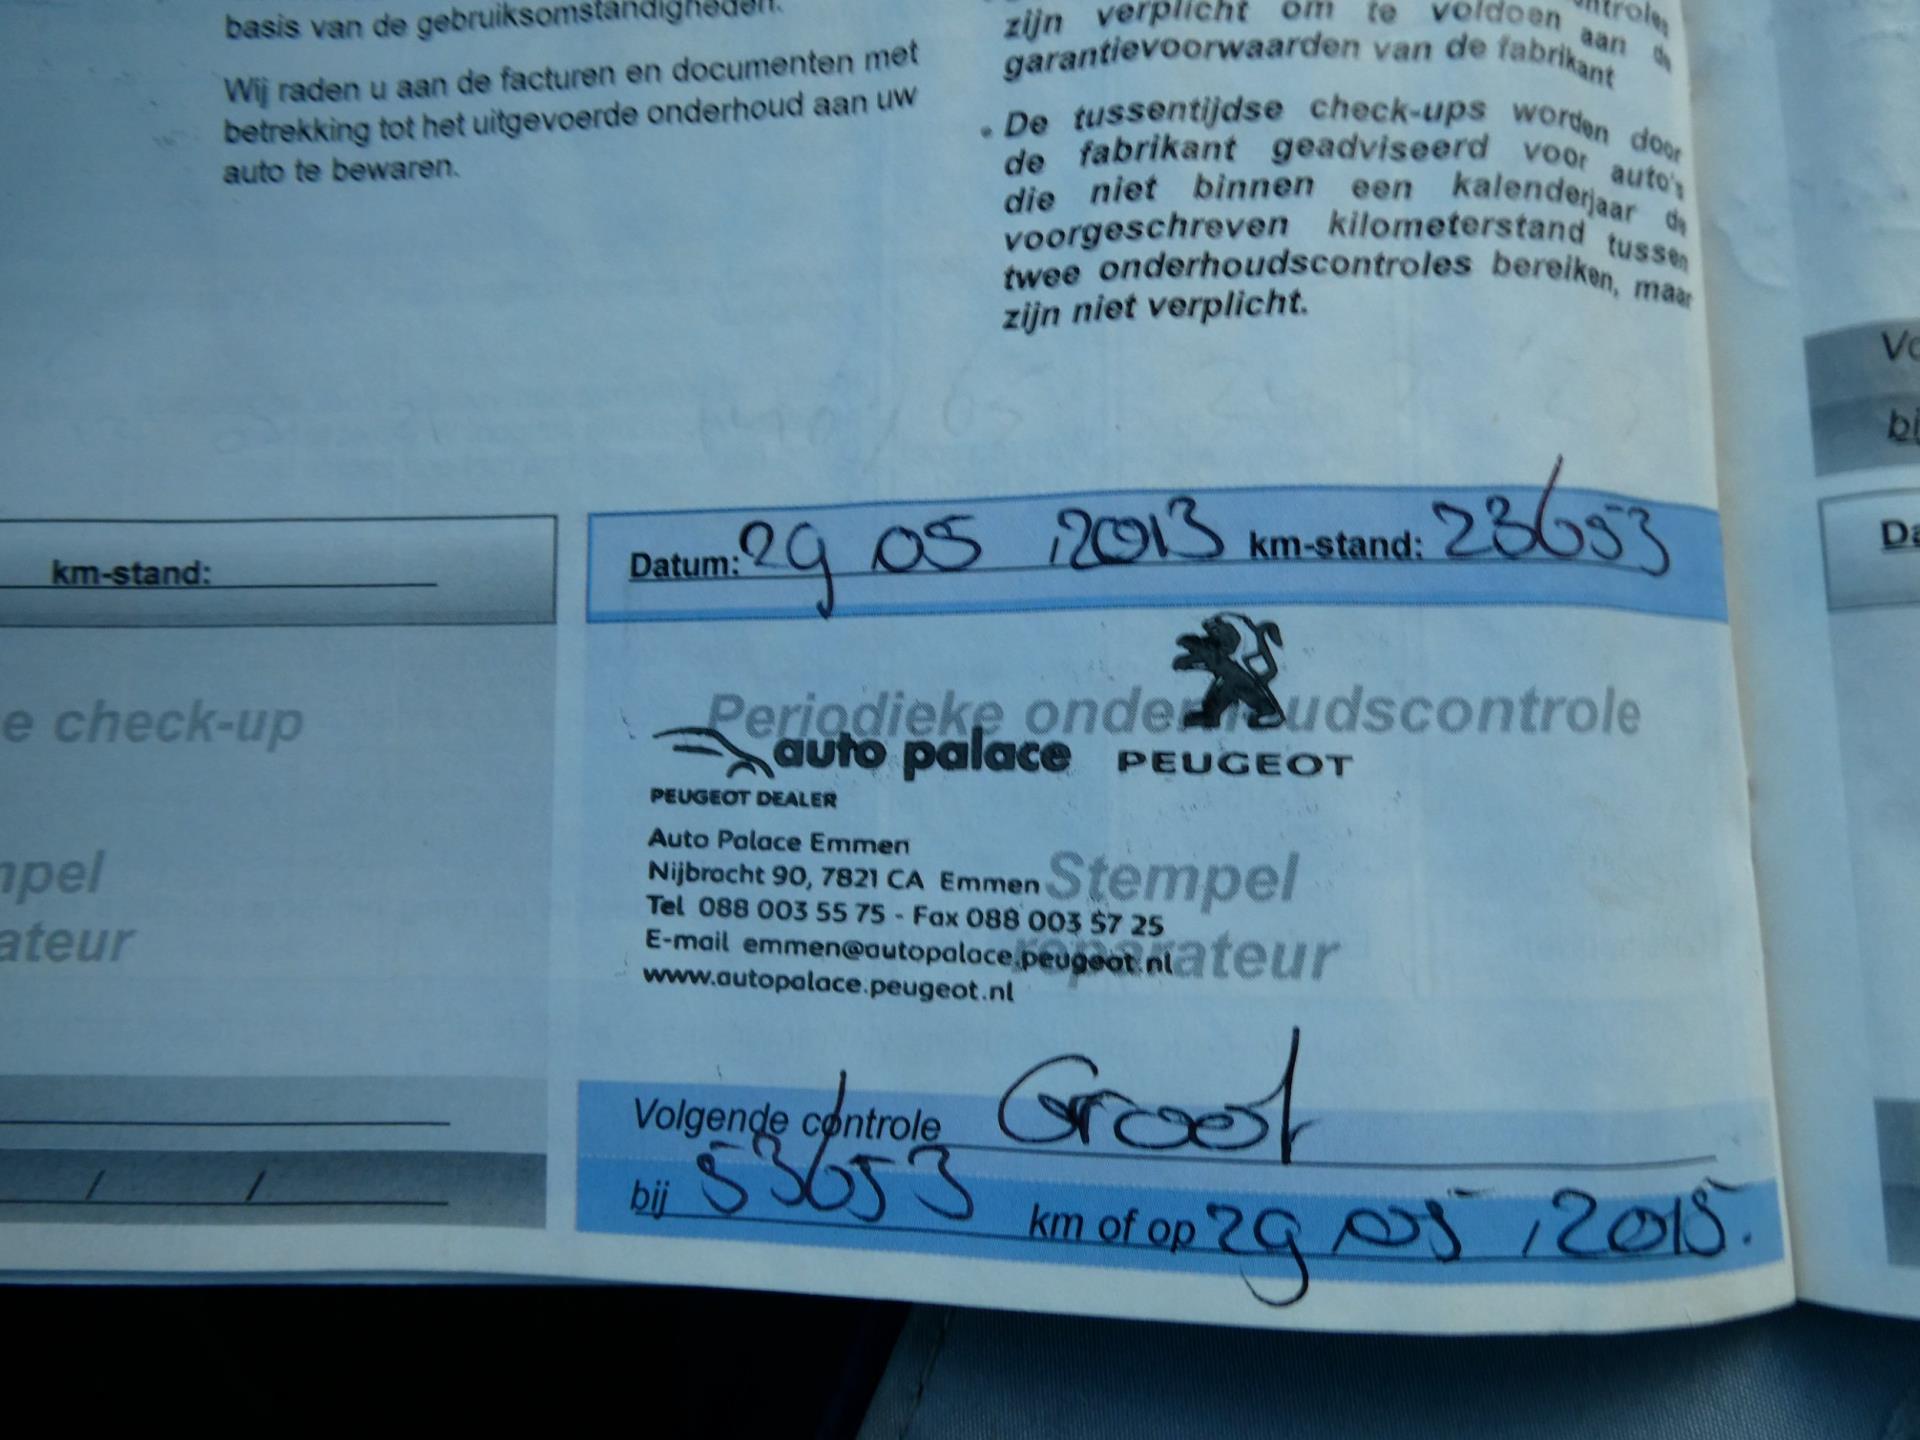 basis van de gebruiksomstandigheden.
Wij raden u aan de facturen en documenten met
betrekking tot het uitgevoerde onderhoud aan uw
auto te bewaren.
zijn verplicht om te voldoen aan de
garantievoorwaarden van de fabrikant
• De tussentijdse check-ups worden door
de fabrikant geadviseerd voor auto's
die niet binnen een kalenderjaar de
voorgeschreven kilometerstand tussen
twee onderhoudscontroles bereiken, maar
zijn niet verplicht.
km-stand:
e check-up
mpel
ateur
/ /
Datum: 29 05 2013 km-stand: 23653
Periodieke onderhoudscontrole
auto palace PEUGEOT
PEUGEOT DEALER
Auto Palace Emmen
Nijbracht 90, 7821 CA Emmen
Tel 088 003 55 75 - Fax 088 003 57 25
E-mail emmen@autopalace.peugeot.nl
www.autopalace.peugeot.nl
Stempel
reparateur
Volgende controle Groot
bij 53653 km of op 29 05 / 2015.
Vo
bij
Da